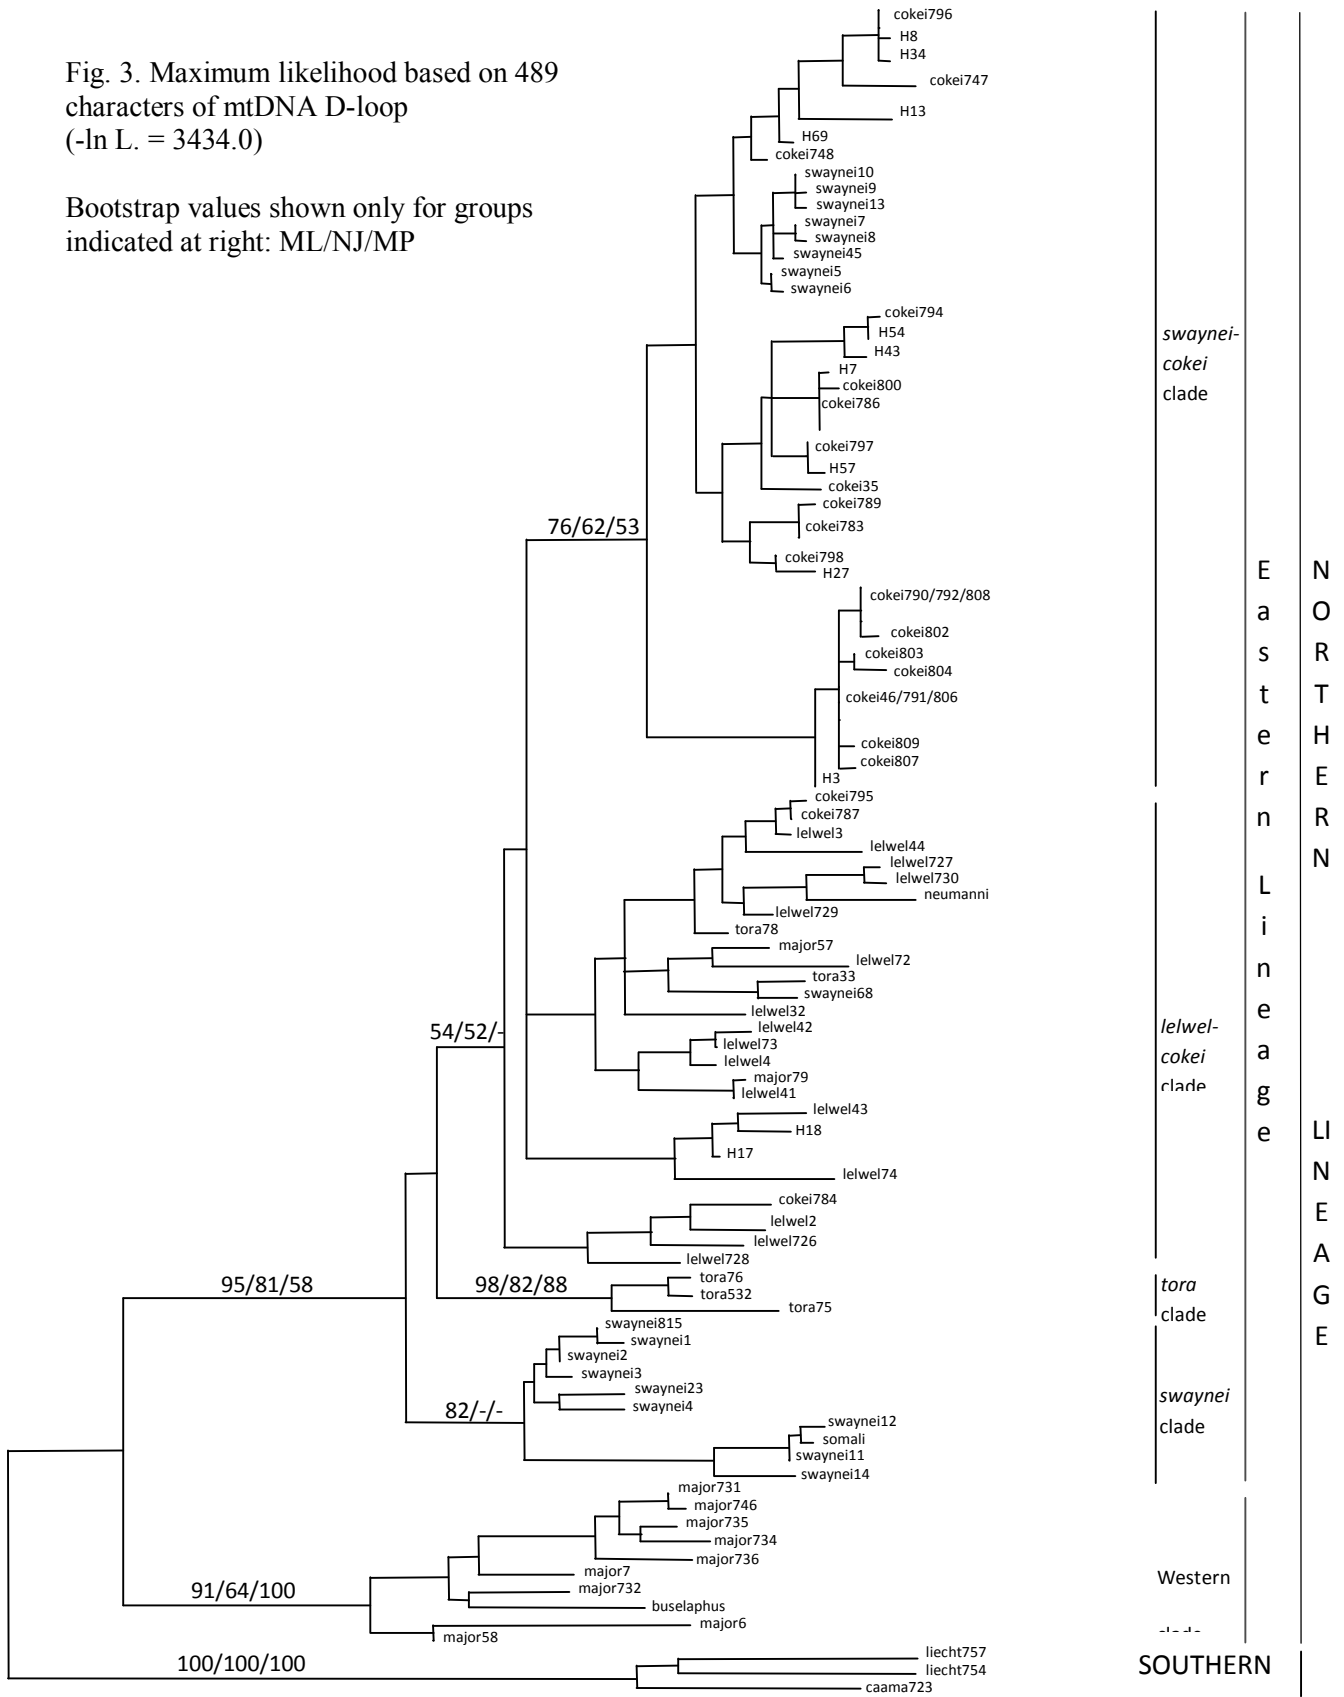 Fig. 3. Maximum likelihood based on 489
characters of mtDNA D-loop
(-ln L. = 3434.0)
Bootstrap values shown only for groups
indicated at right: ML/NJ/MP
cokei796
H8
H34
cokei747
H13
H69
cokei748
swaynei10
swaynei9
swaynei13
swaynei7
swaynei8
swaynei45
swaynei5
swaynei6
cokei794
H54
H43
H7
cokei800
cokei786
cokei797
H57
cokei35
cokei789
cokei783
cokei798
H27
76/62/53
cokei790/792/808
cokei802
cokei803
cokei804
cokei46/791/806
cokei809
cokei807
H3
swaynei-
cokei
clade
cokei795
cokei787
lelwel3
lelwel44
lelwel727
lelwel730
neumanni
lelwel729
tora78
major57
lelwel72
tora33
swaynei68
lelwel32
lelwel42
lelwel73
lelwel4
major79
lelwel41
54/52/-
lelwel43
H18
H17
lelwel74
cokei784
lelwel2
lelwel726
lelwel728
lelwel-
cokei
clade
95/81/58
98/82/88
tora76
tora532
tora75
tora
clade
swaynei815
swaynei1
swaynei2
swaynei3
swaynei23
swaynei4
82/-/-
swaynei12
somali
swaynei11
swaynei14
swaynei
clade
Eastern Lineage
NORTHERN LINEAGE
major731
major746
major735
major734
major736
major7
major732
buselaphus
major6
major58
91/64/100
Western
clade
100/100/100
liecht757
liecht754
caama723
SOUTHERN